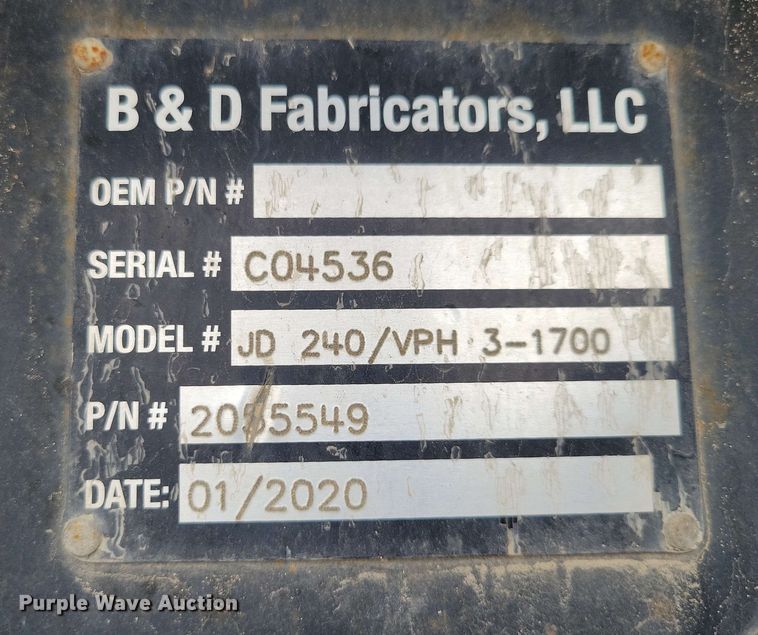 B & D Fabricators, LLC
OEM P/N #
SERIAL # C04536
MODEL # JD 240/VPH 3-1700
P/N # 2055549
DATE: 01/2020
Purple Wave Auction